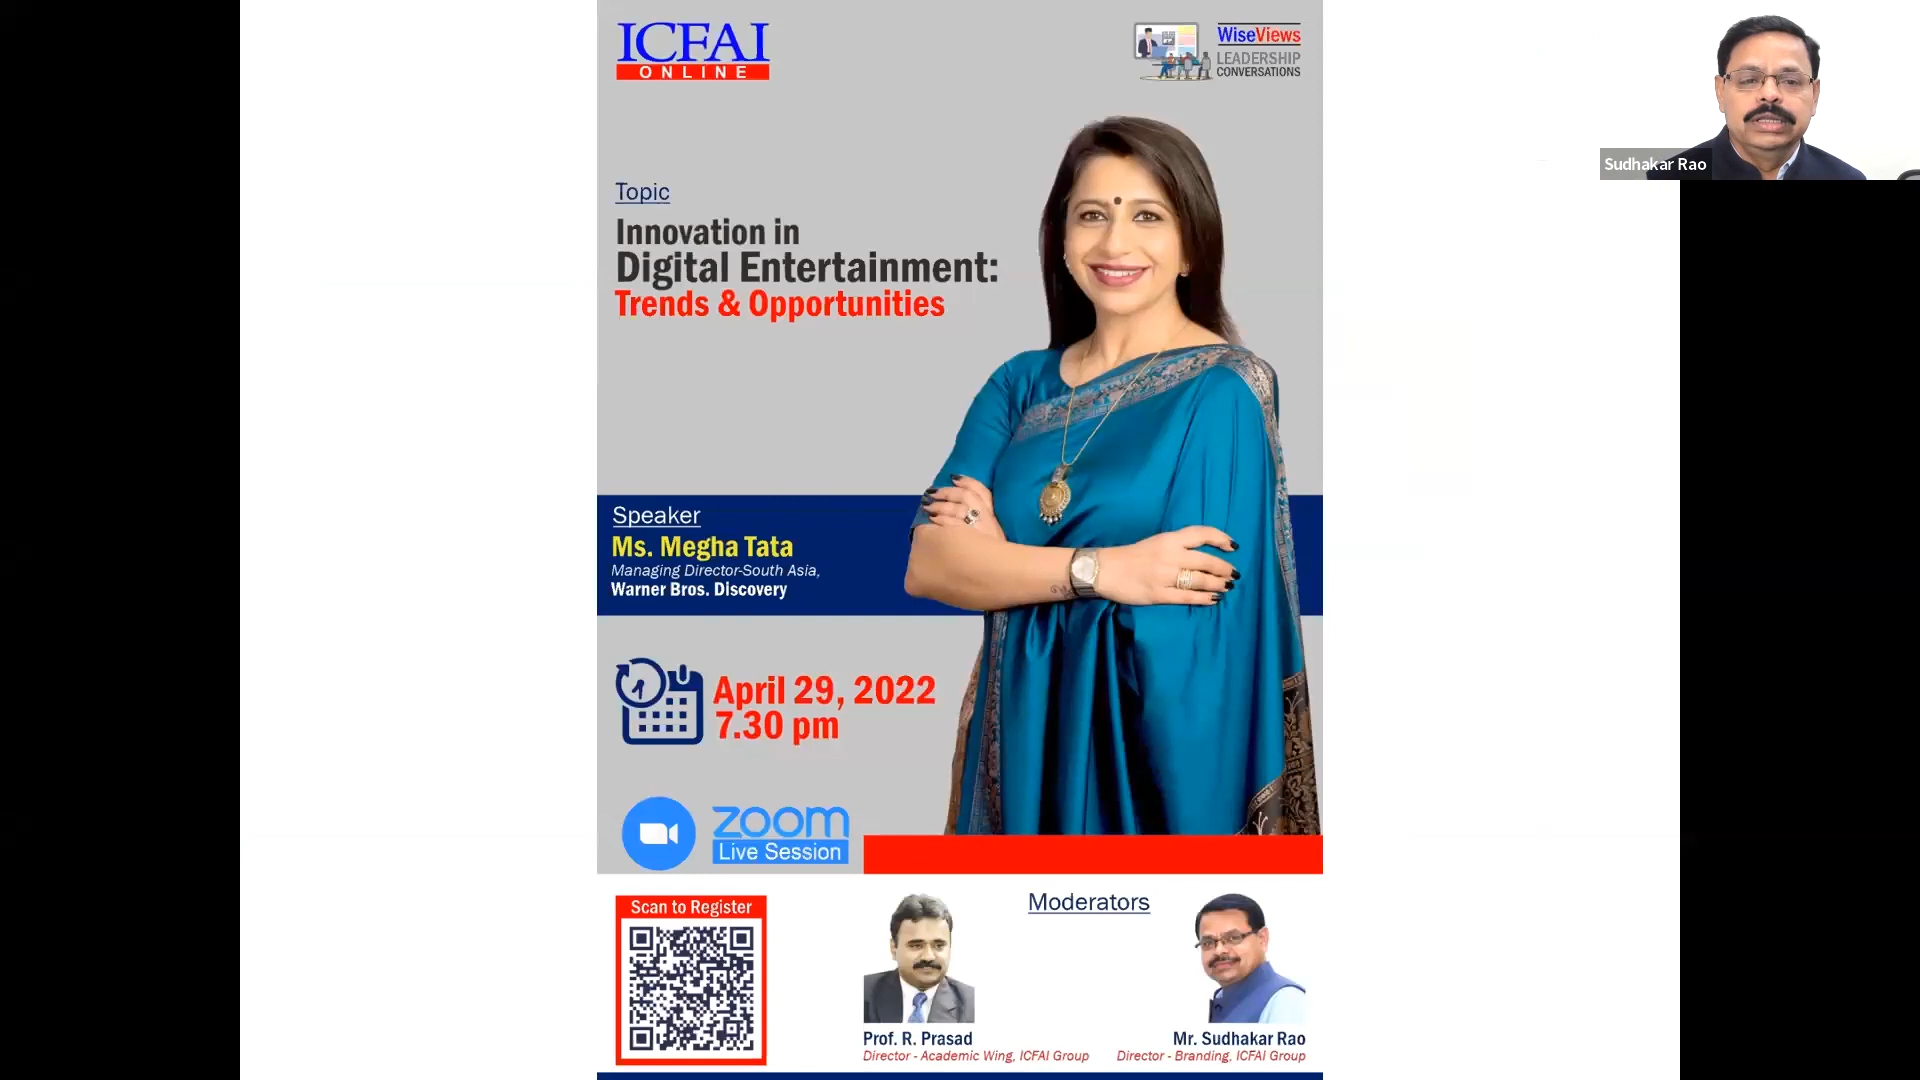 ICFAI
ONLINE
WiseViews
LEADERSHIP
CONVERSATIONS
Sudhakar Rao
Topic
Innovation in
Digital Entertainment:
Trends & Opportunities
Speaker
Ms. Megha Tata
Managing Director-South Asia,
Warner Bros. Discovery
April 29, 2022
7.30 pm
zoom
Live Session
Scan to Register
Moderators
Prof. R. Prasad
Director - Academic Wing, ICFAI Group
Mr. Sudhakar Rao
Director - Branding, ICFAI Group